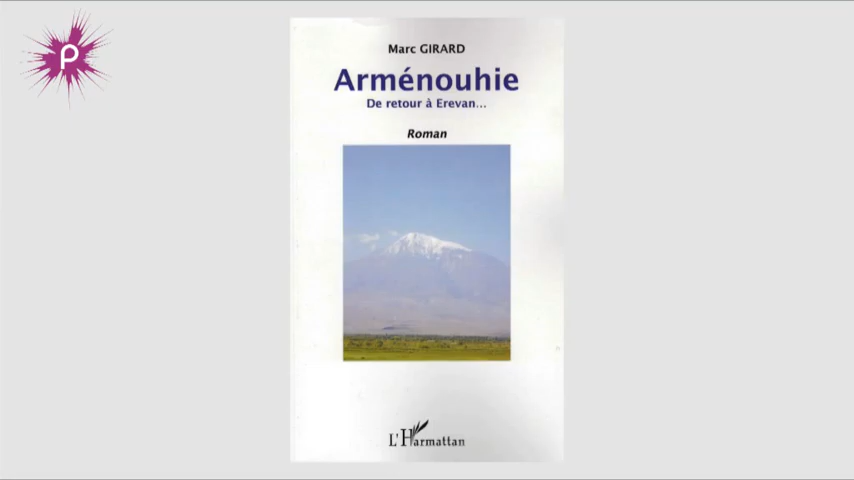 P
Marc GIRARD
Arménouhie
De retour à Erevan...
Roman
L'Harmattan